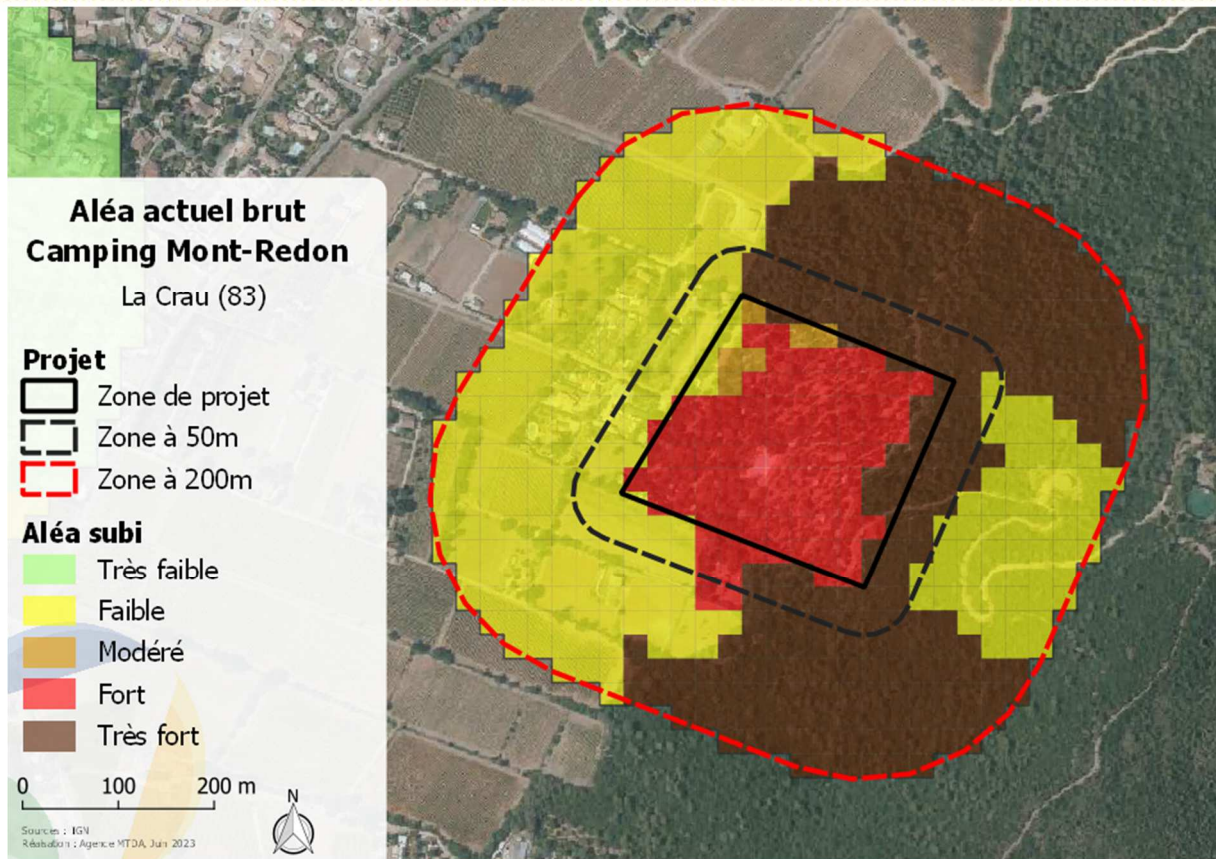 Aléa actuel brut
Camping Mont-Redon
La Crau (83)
Projet
Zone de projet
Zone à 50m
Zone à 200m
Aléa subi
Très faible
Faible
Modéré
Fort
Très fort
0 100 200 m
N
Sources : IGN
Réalisation : Agence MTDA, Juin 2023